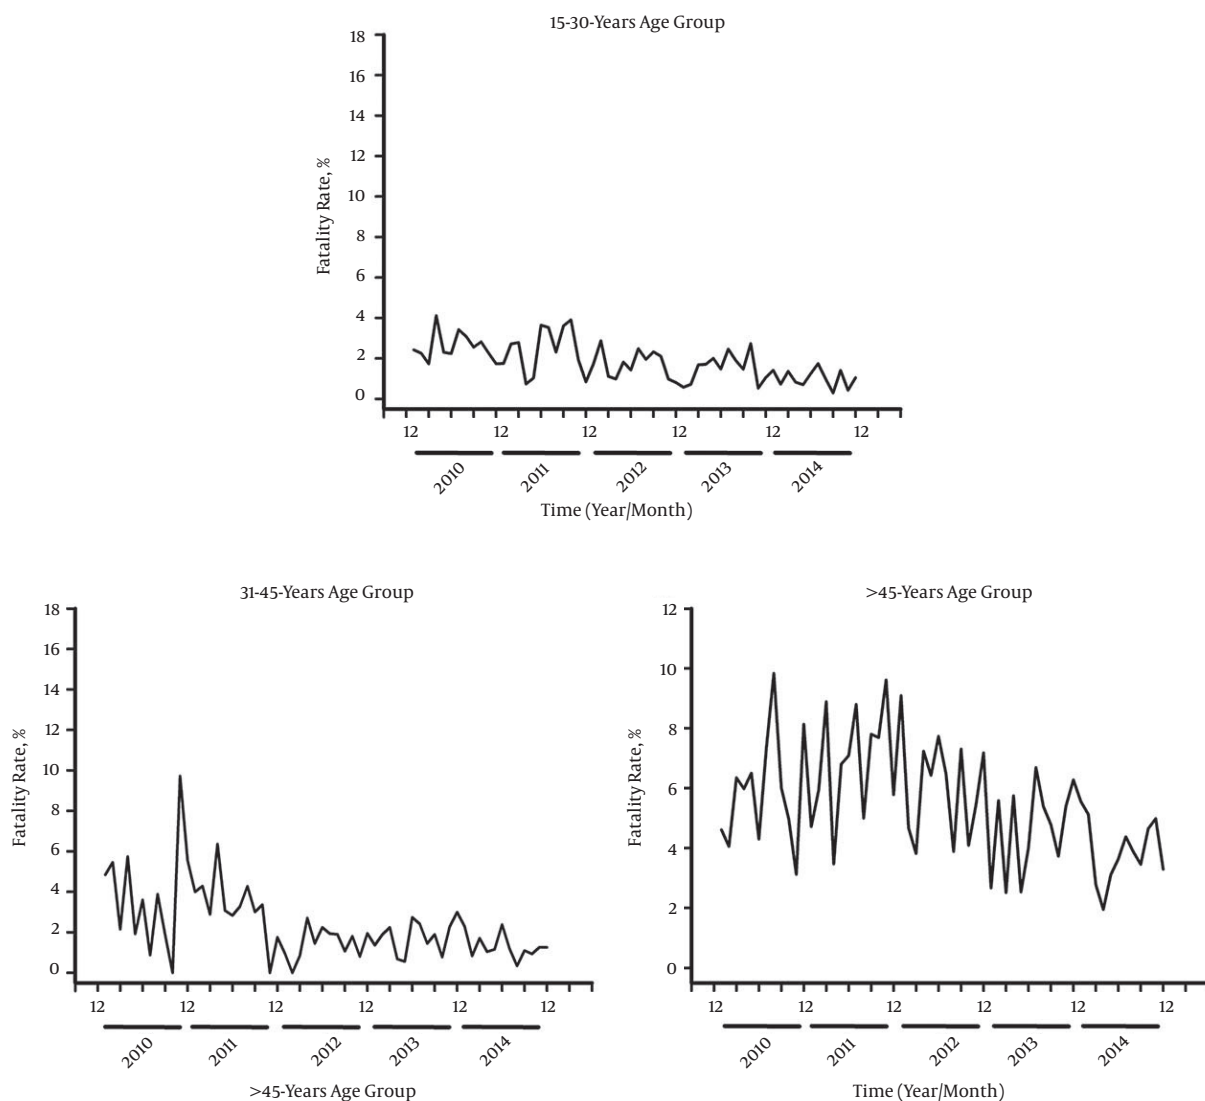 15-30-Years Age Group
18
16
14
12
10
8
6
4
2
0
Fatality Rate, %
12 12 12 12 12 12
2010 2011 2012 2013 2014
Time (Year/Month)
31-45-Years Age Group
18
16
14
12
10
8
6
4
2
0
Fatality Rate, %
12 12 12 12 12 12
2010 2011 2012 2013 2014
>45-Years Age Group
>45-Years Age Group
12
10
8
6
4
2
0
Fatality Rate, %
12 12 12 12 12 12
2010 2011 2012 2013 2014
Time (Year/Month)